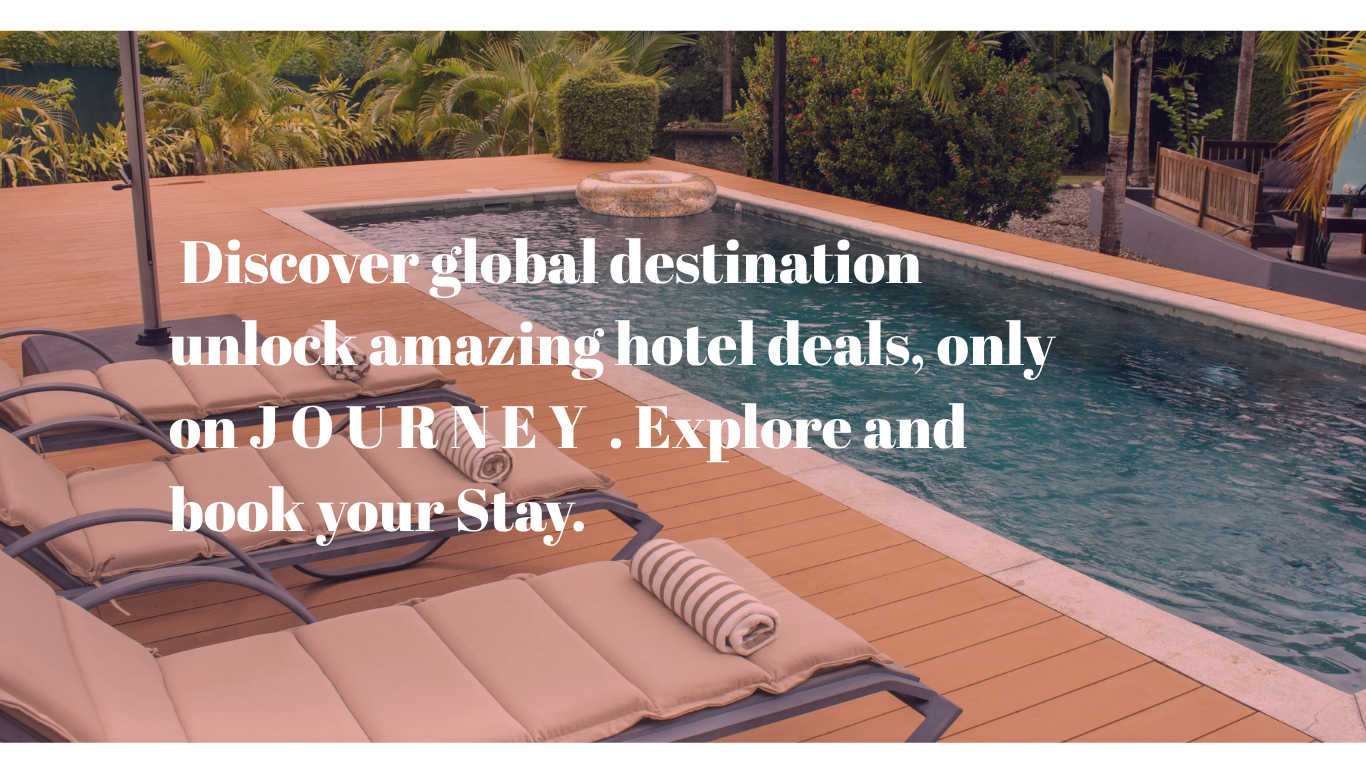 Discover global destination
unlock amazing hotel deals, only
on J O U R N E Y . Explore and
book your Stay.